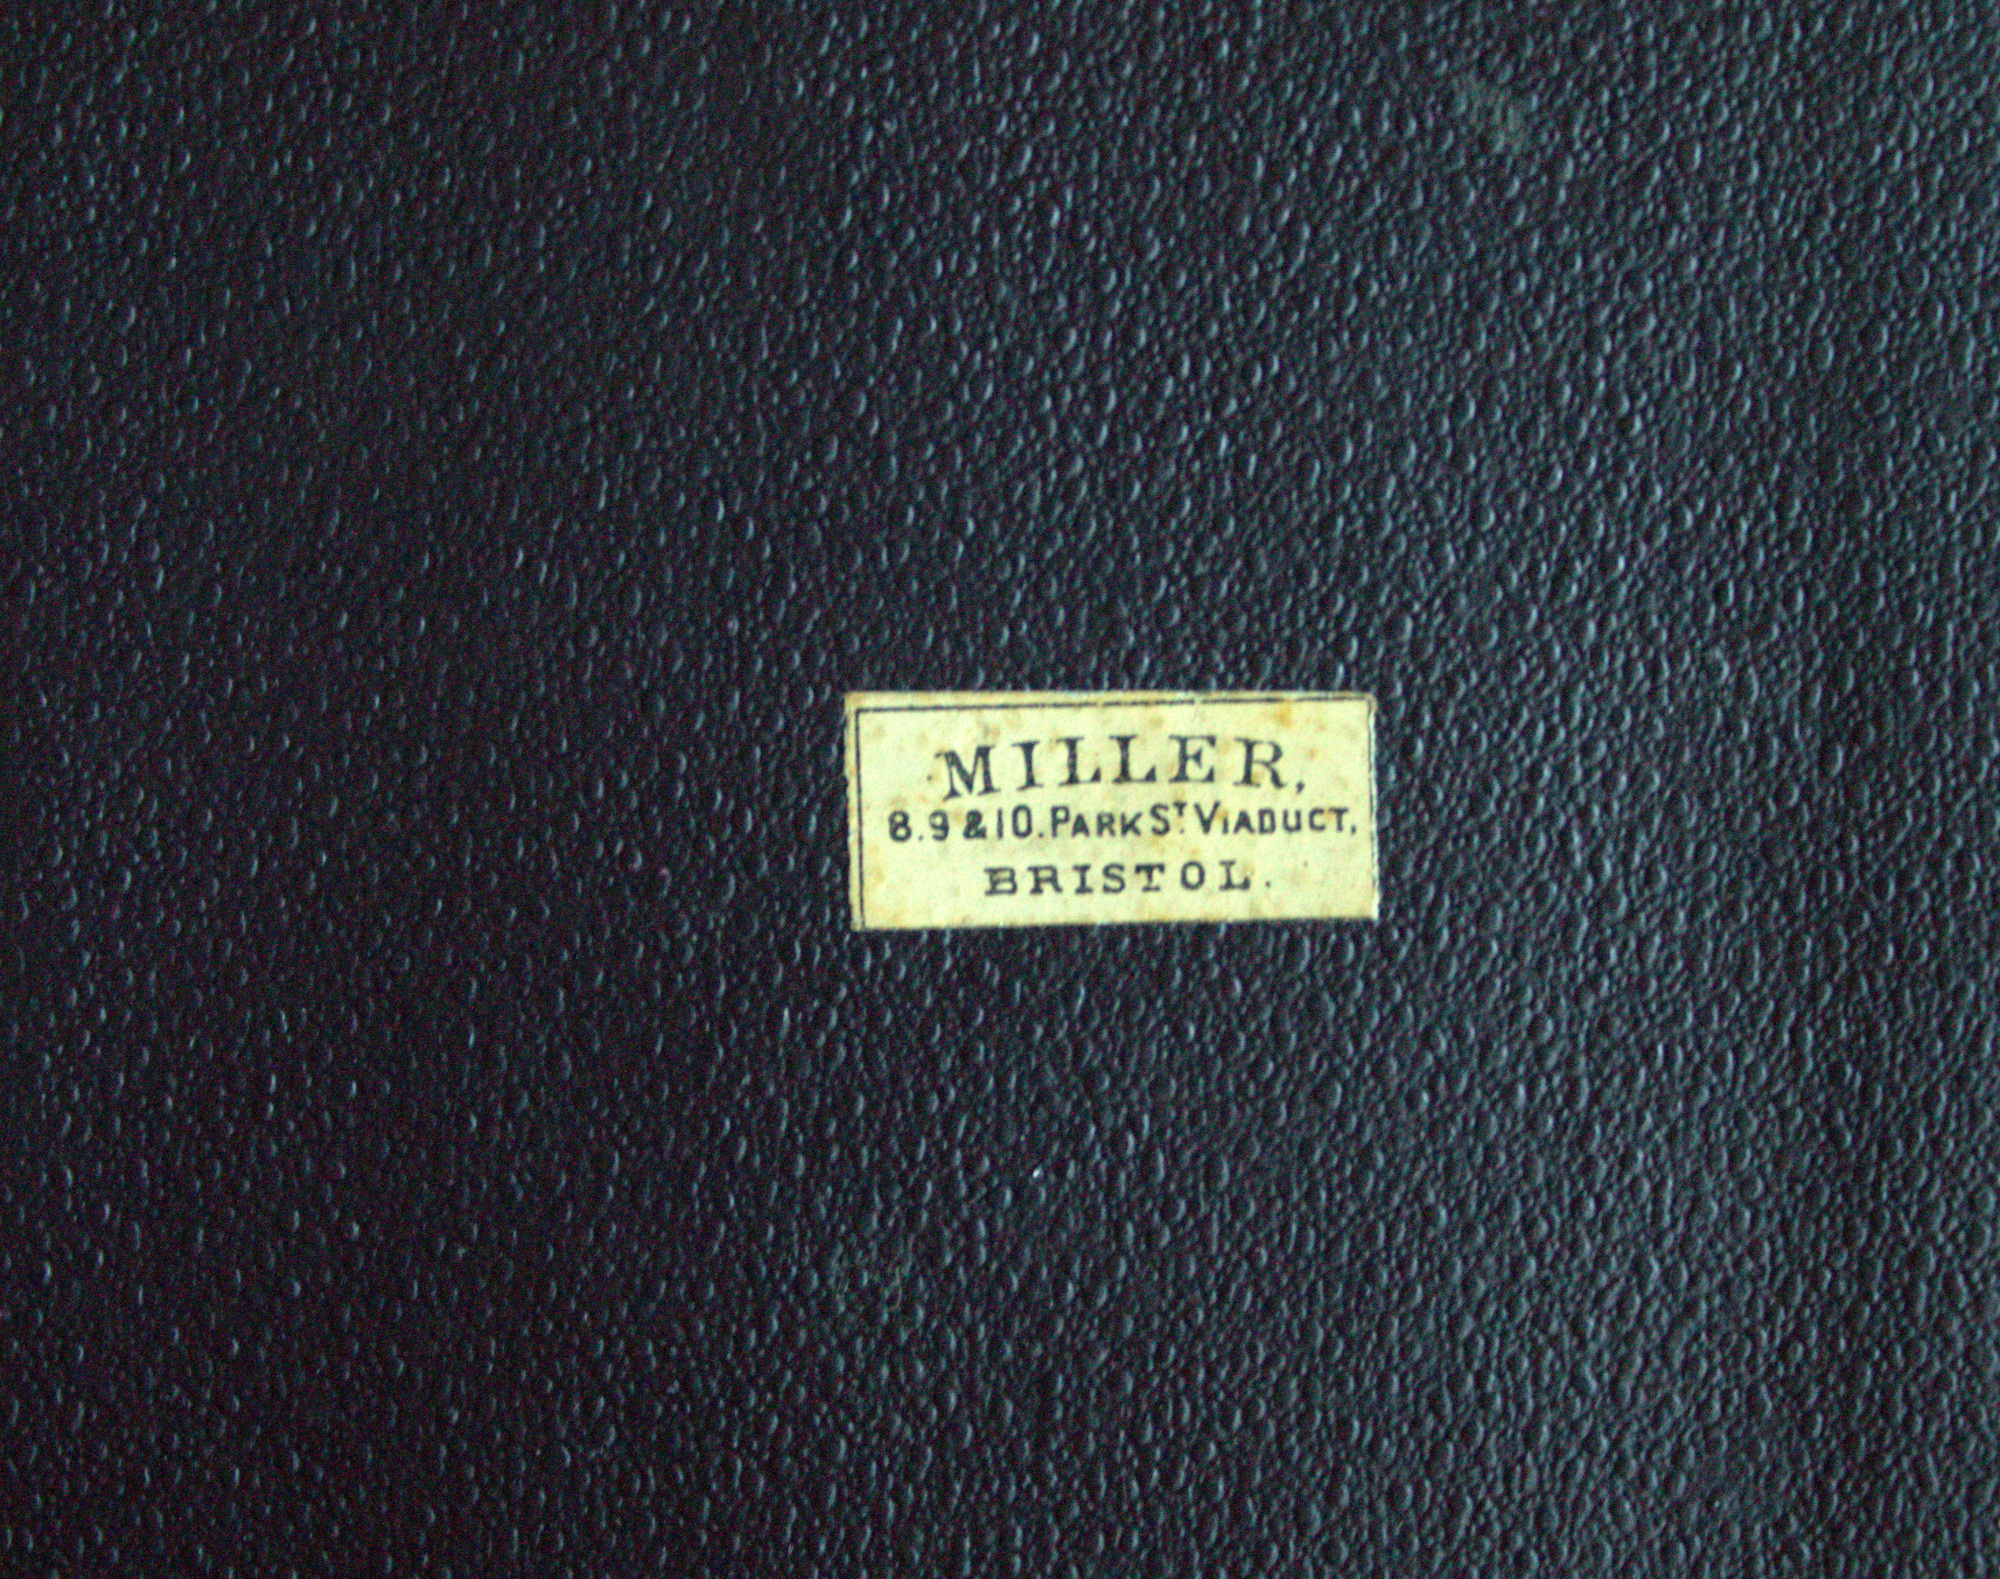 MILLER,
8.9 & 10. PARK ST. VIADUCT,
BRISTOL.